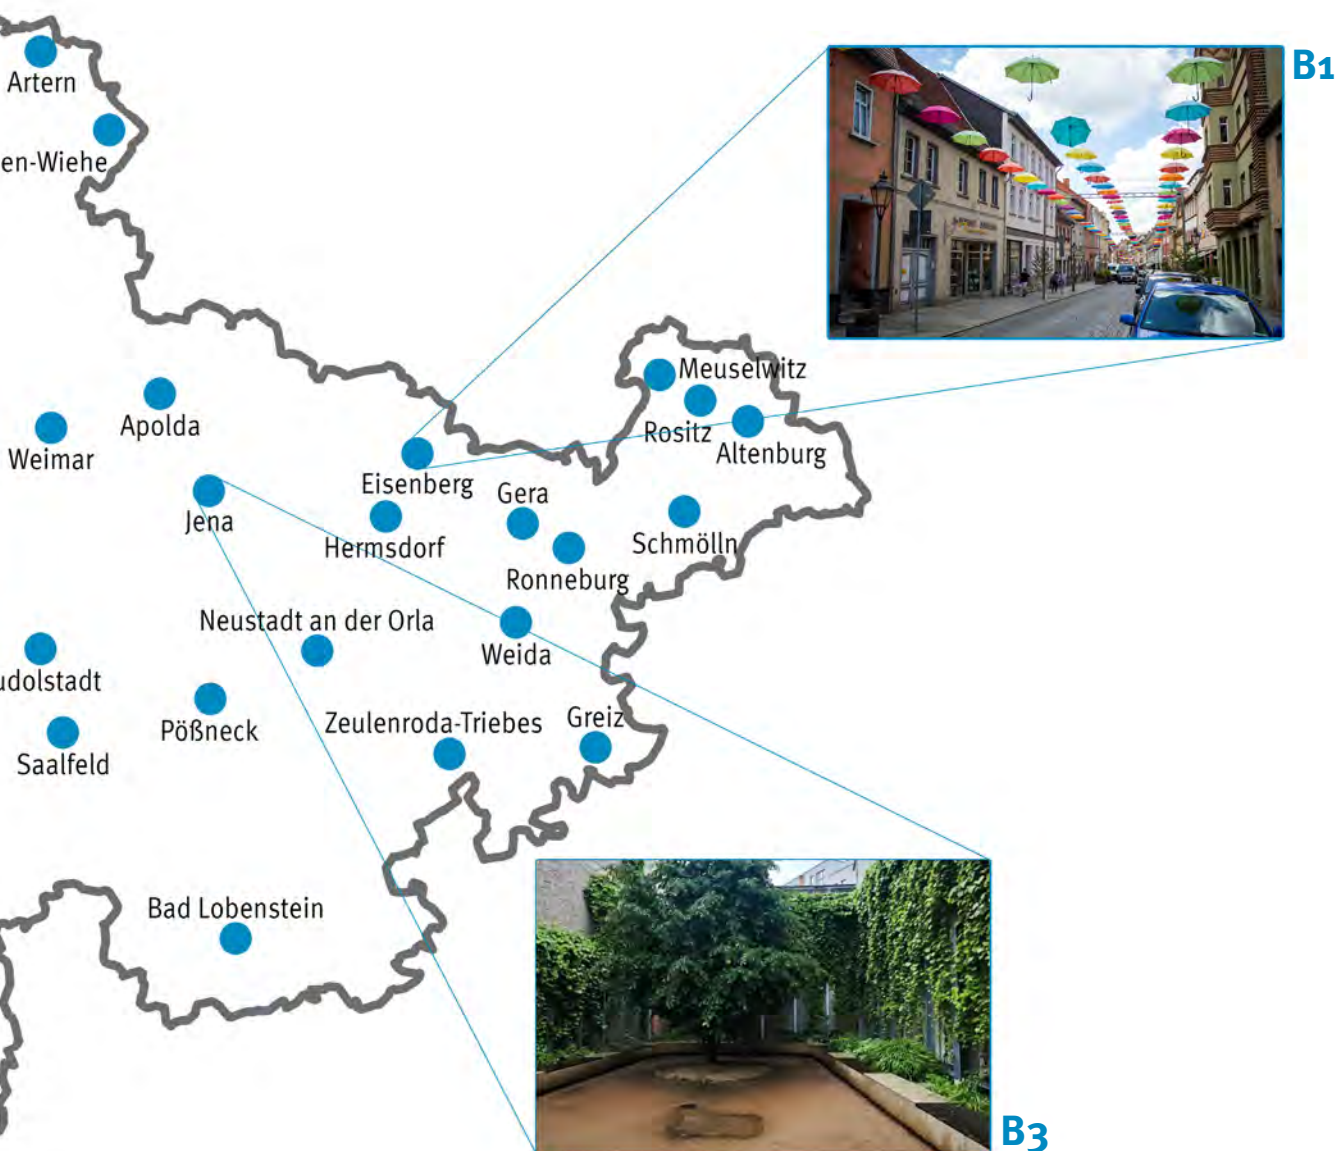 B1
Artern
en-Wiehe
Meuselwitz
Apolda
Rositz
Weimar
Altenburg
Eisenberg
Gera
Jena
Hermsdorf
Schmölln
Ronneburg
Neustadt an der Orla
Weida
udolstadt
Zeulenroda-Triebes
Greiz
Pößneck
Saalfeld
Bad Lobenstein
B3